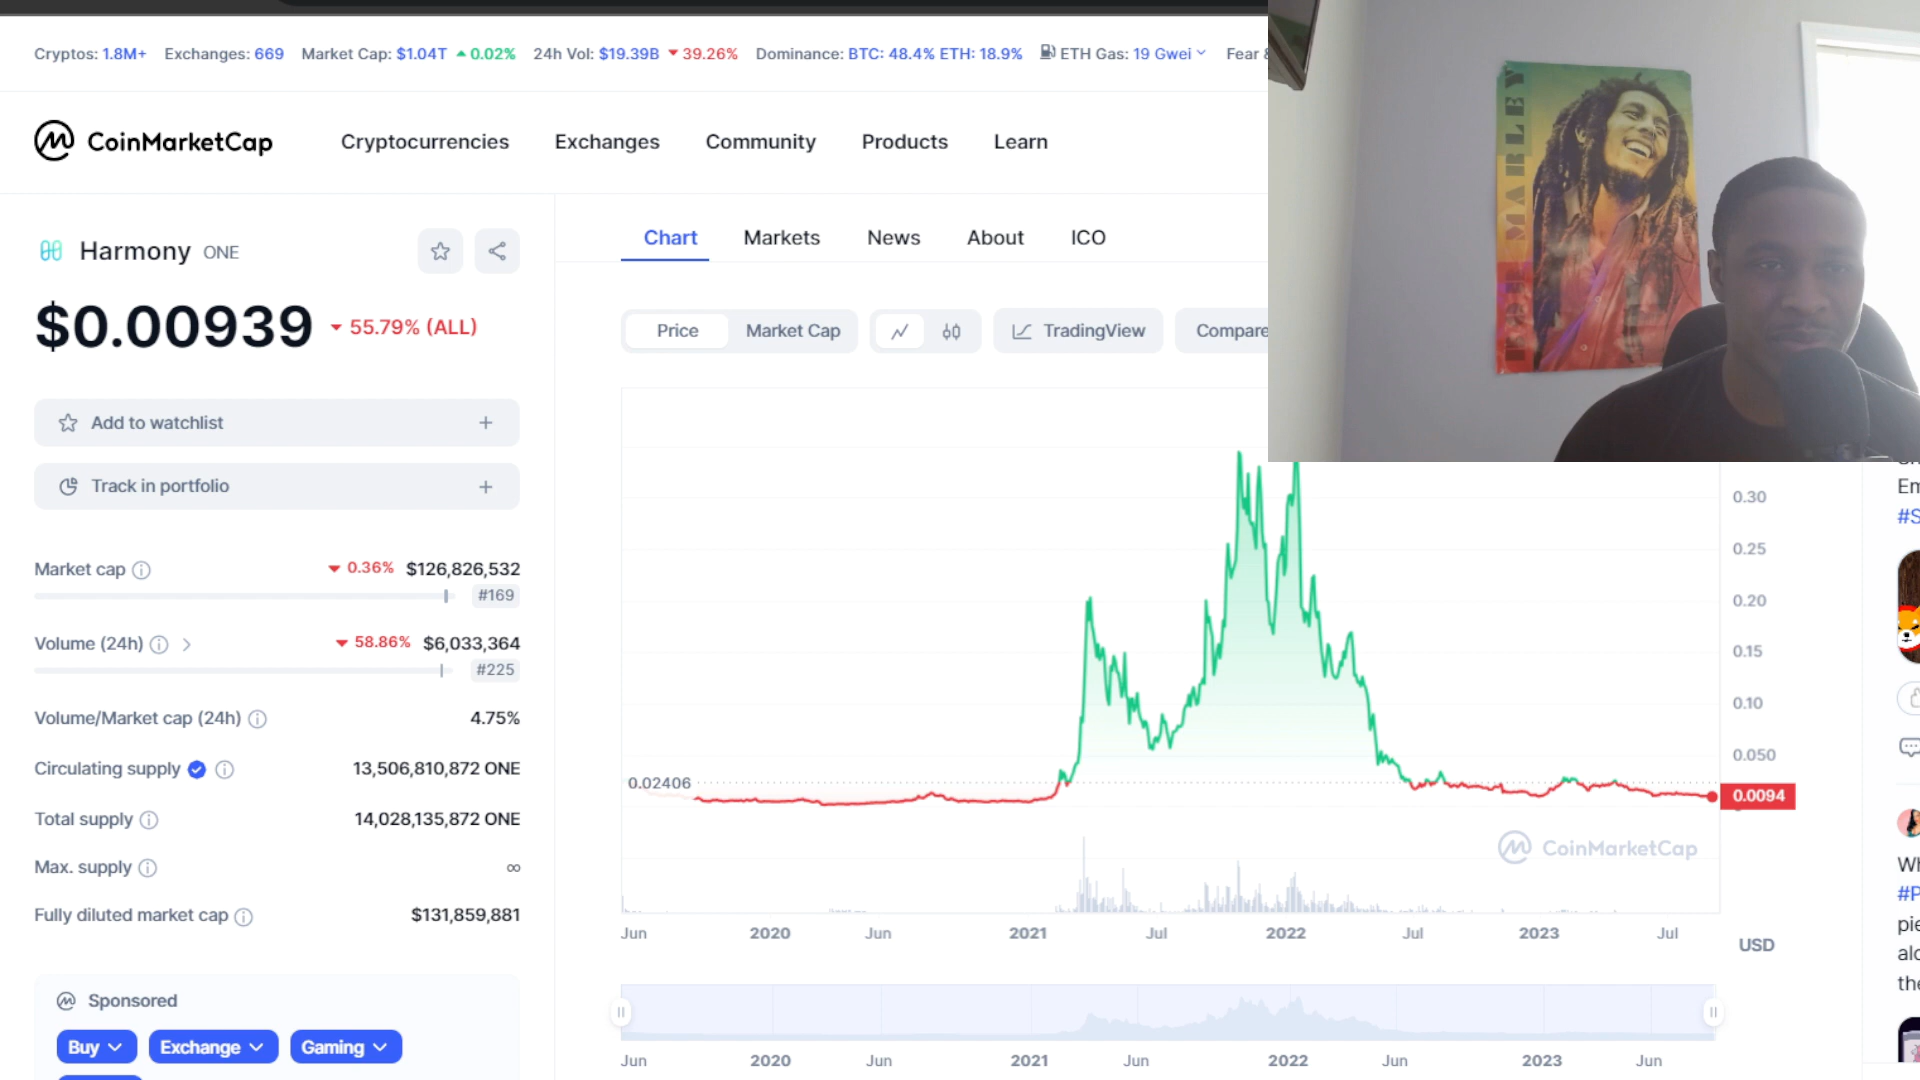 Cryptos: 1.8M+ Exchanges: 669 Market Cap: $1.04T 0.02% 24h Vol: $19.39B 39.26% Dominance: BTC: 48.4% ETH: 18.9% ETH Gas: 19 Gwei Fear &
CoinMarketCap Cryptocurrencies Exchanges Community Products Learn
BOB MARLEY
Harmony ONE
$0.00939 55.79% (ALL)
Add to watchlist +
Track in portfolio +
Market cap 0.36% $126,826,532
#169
Volume (24h) > 58.86% $6,033,364
#225
Volume/Market cap (24h) 4.75%
Circulating supply 13,506,810,872 ONE
Total supply 14,028,135,872 ONE
Max. supply ∞
Fully diluted market cap $131,859,881
Sponsored
Buy Exchange Gaming
Chart Markets News About ICO
Price Market Cap TradingView Compare
0.30
0.25
0.20
0.15
0.10
0.050
0.02406
0.0094
CoinMarketCap
Jun 2020 Jun 2021 Jul 2022 Jul 2023 Jul
USD
Jun 2020 Jun 2021 Jun 2022 Jun 2023 Jun
Em
#S
Wh
#P
pie
alo
the